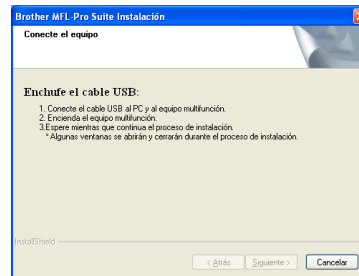 Brother MFL-Pro Suite Instalación
Conecte el equipo
Enchufe el cable USB:
1. Conecte el cable USB al PC y al equipo multifunción.
2. Encienda el equipo multifunción.
3.Espere mientras que continua el proceso de instalación.
* Algunas ventanas se abrirán y cerrarán durante el proceso de instalación.
InstallShield
< Atrás
Siguiente >
Cancelar